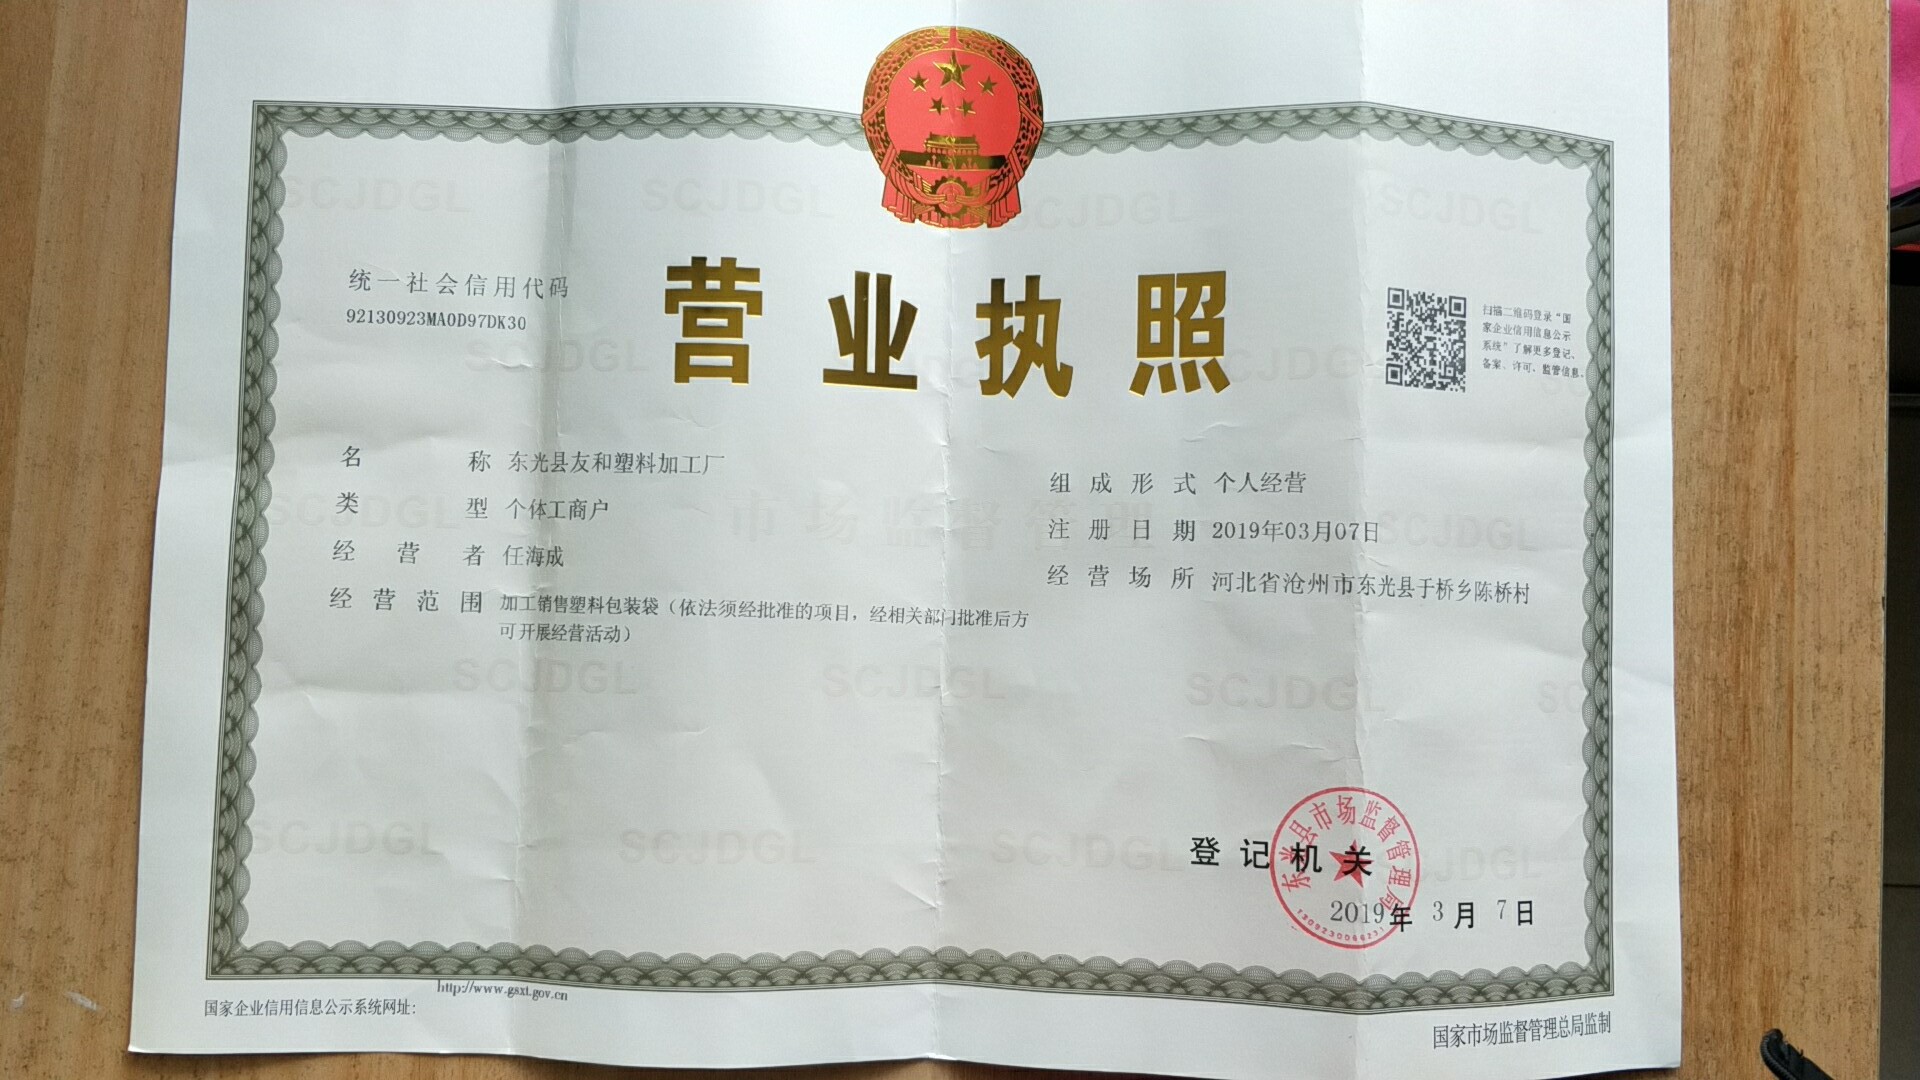 营业执照
统一社会信用代码
92130923MA0D97DK30
扫描二维码登录“国
家企业信用信息公示
系统”了解更多登记、
备案、许可、监管信息。
名称 东光县友和塑料加工厂
类型 个体工商户
经营者 任海成
经营范围 加工销售塑料包装袋（依法须经批准的项目，经相关部门批准后方
可开展经营活动）
组成形式 个人经营
注册日期 2019年03月07日
经营场所 河北省沧州市东光县于桥乡陈桥村
市场监督管理
SCJDGL
登记机关
东光县市场监督管理局
2019年3月7日
国家企业信用信息公示系统网址：
http://www.gsxt.gov.cn
国家市场监督管理总局监制